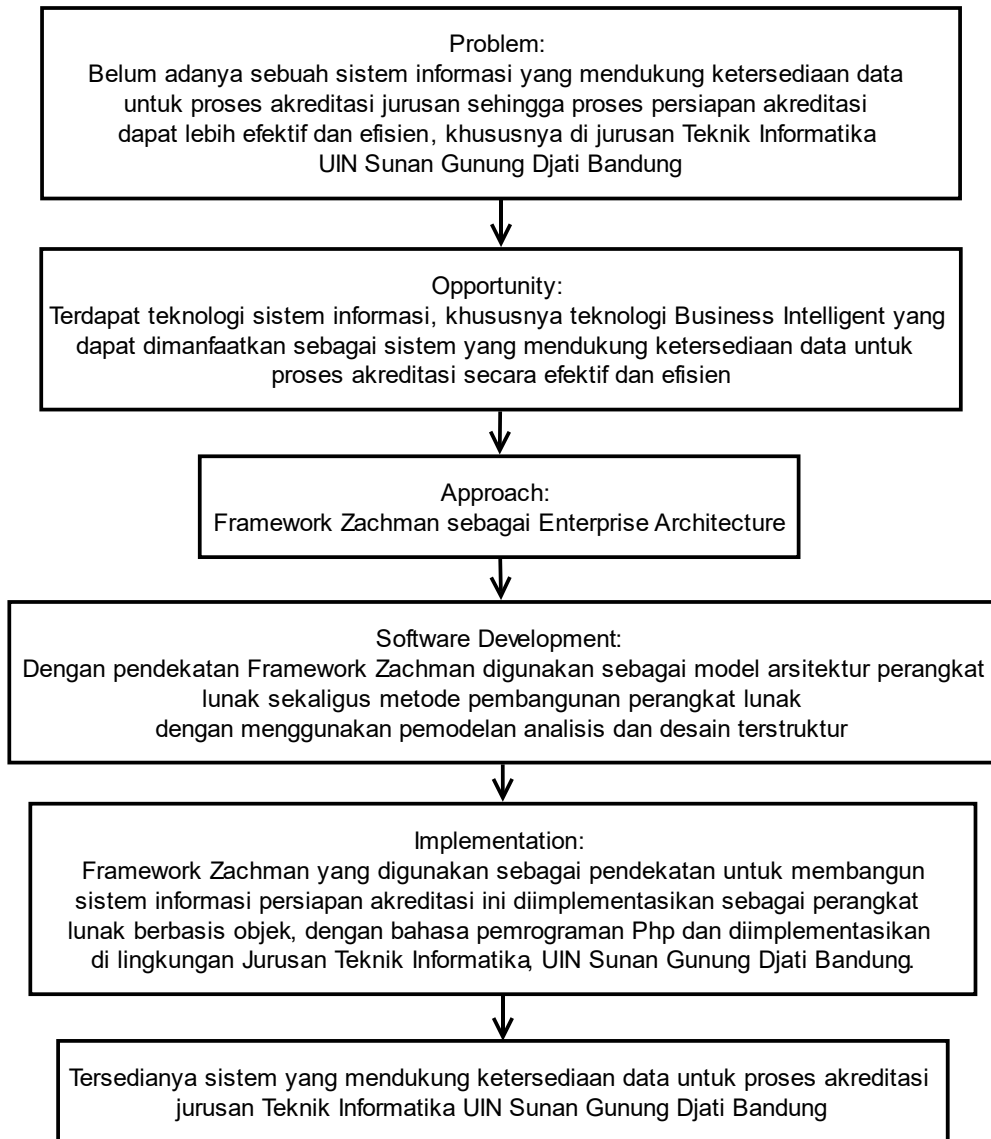 Problem:
Belum adanya sebuah sistem informasi yang mendukung ketersediaan data
untuk proses akreditasi jurusan sehingga proses persiapan akreditasi
dapat lebih efektif dan efisien, khususnya di jurusan Teknik Informatika
UIN Sunan Gunung Djati Bandung
Opportunity:
Terdapat teknologi sistem informasi, khususnya teknologi Business Intelligent yang
dapat dimanfaatkan sebagai sistem yang mendukung ketersediaan data untuk
proses akreditasi secara efektif dan efisien
Approach:
Framework Zachman sebagai Enterprise Architecture
Software Development:
Dengan pendekatan Framework Zachman digunakan sebagai model arsitektur perangkat
lunak sekaligus metode pembangunan perangkat lunak
dengan menggunakan pemodelan analisis dan desain terstruktur
Implementation:
Framework Zachman yang digunakan sebagai pendekatan untuk membangun
sistem informasi persiapan akreditasi ini diimplementasikan sebagai perangkat
lunak berbasis objek, dengan bahasa pemrograman Php dan diimplementasikan
di lingkungan Jurusan Teknik Informatika, UIN Sunan Gunung Djati Bandung.
Tersedianya sistem yang mendukung ketersediaan data untuk proses akreditasi
jurusan Teknik Informatika UIN Sunan Gunung Djati Bandung